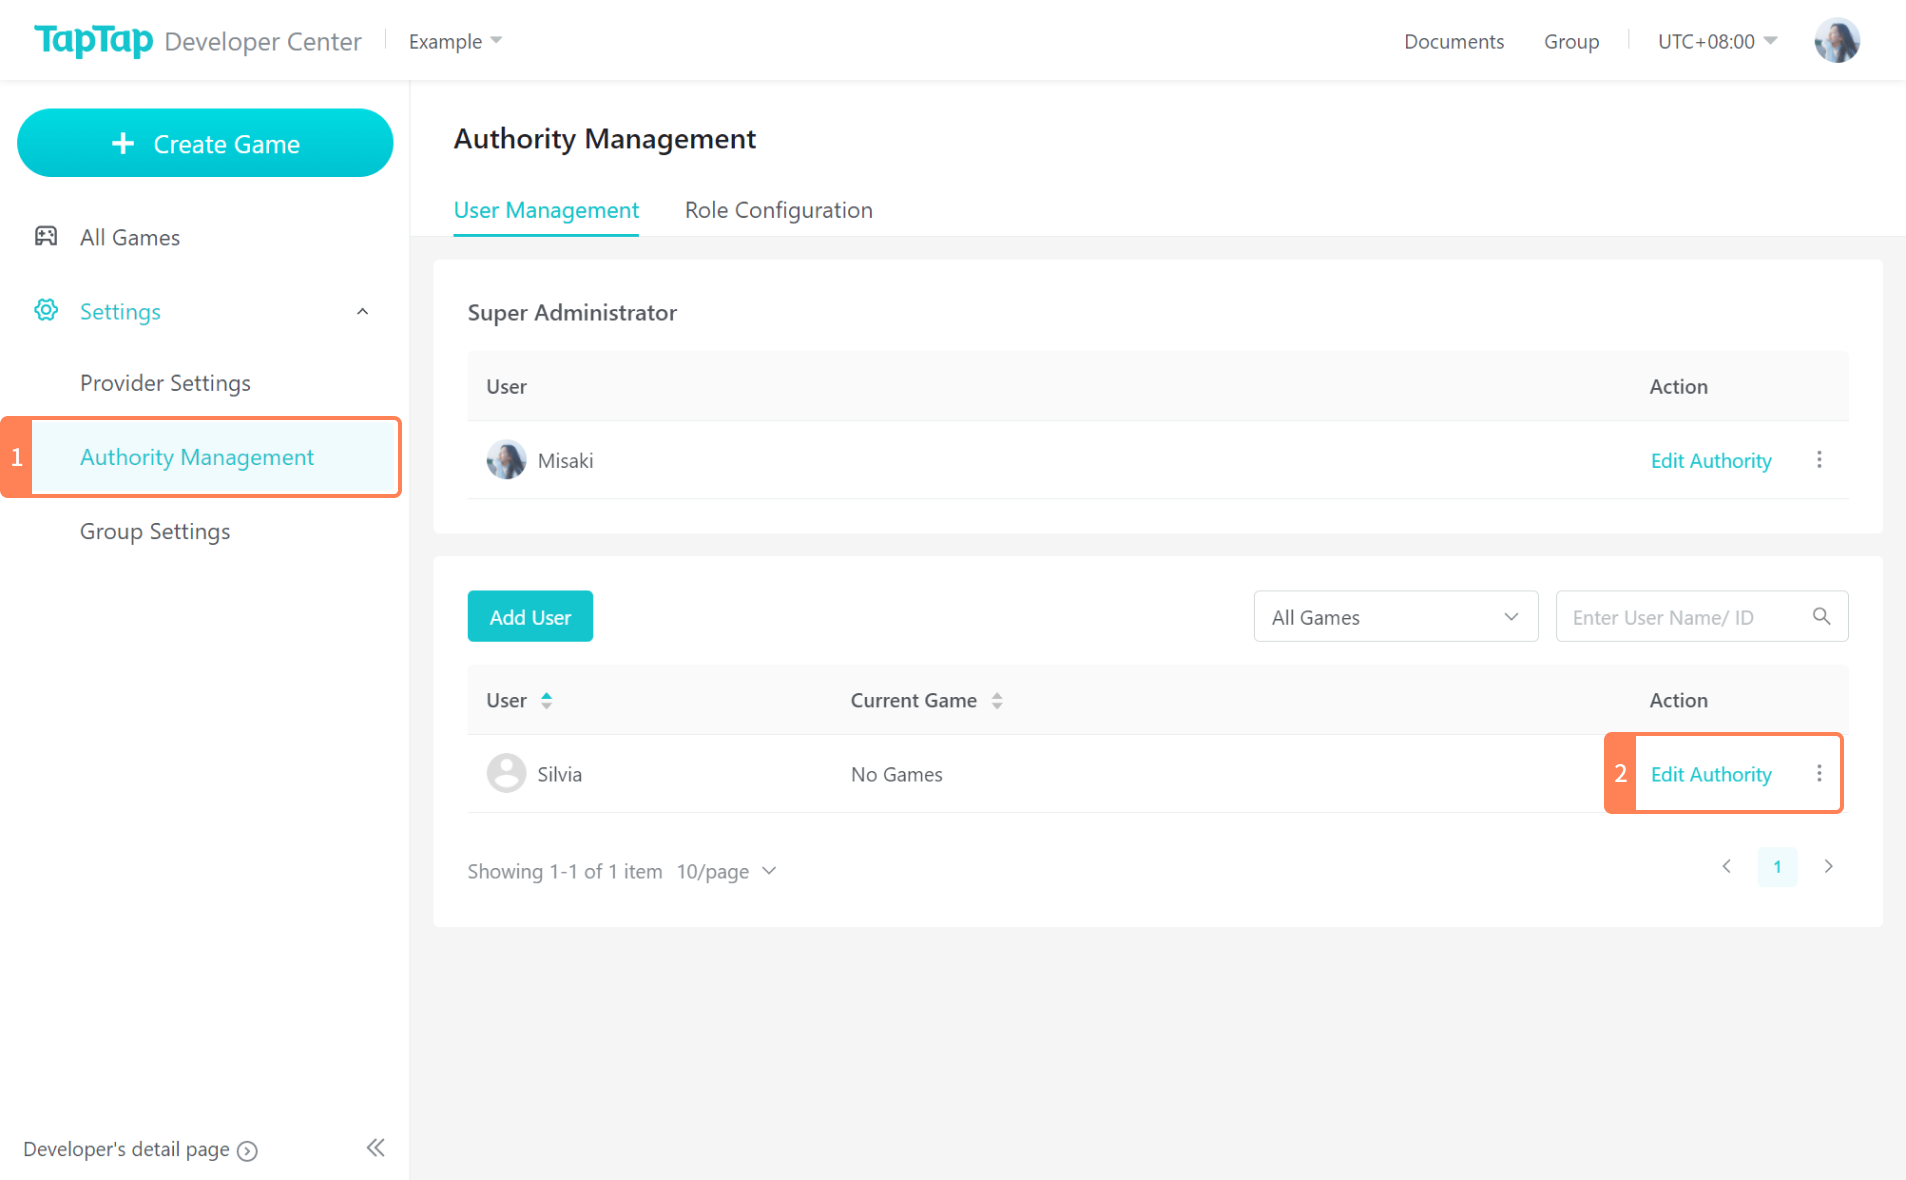 TapTap Developer Center
Example
Documents
Group
UTC+08:00
Create Game
All Games
Settings
Provider Settings
1
Authority Management
Group Settings
Developer's detail page
Authority Management
User Management
Role Configuration
Super Administrator
User
Action
Misaki
Edit Authority
Add User
All Games
Enter User Name/ ID
User
Current Game
Action
Silvia
No Games
2
Edit Authority
Showing 1-1 of 1 item
10/page
1